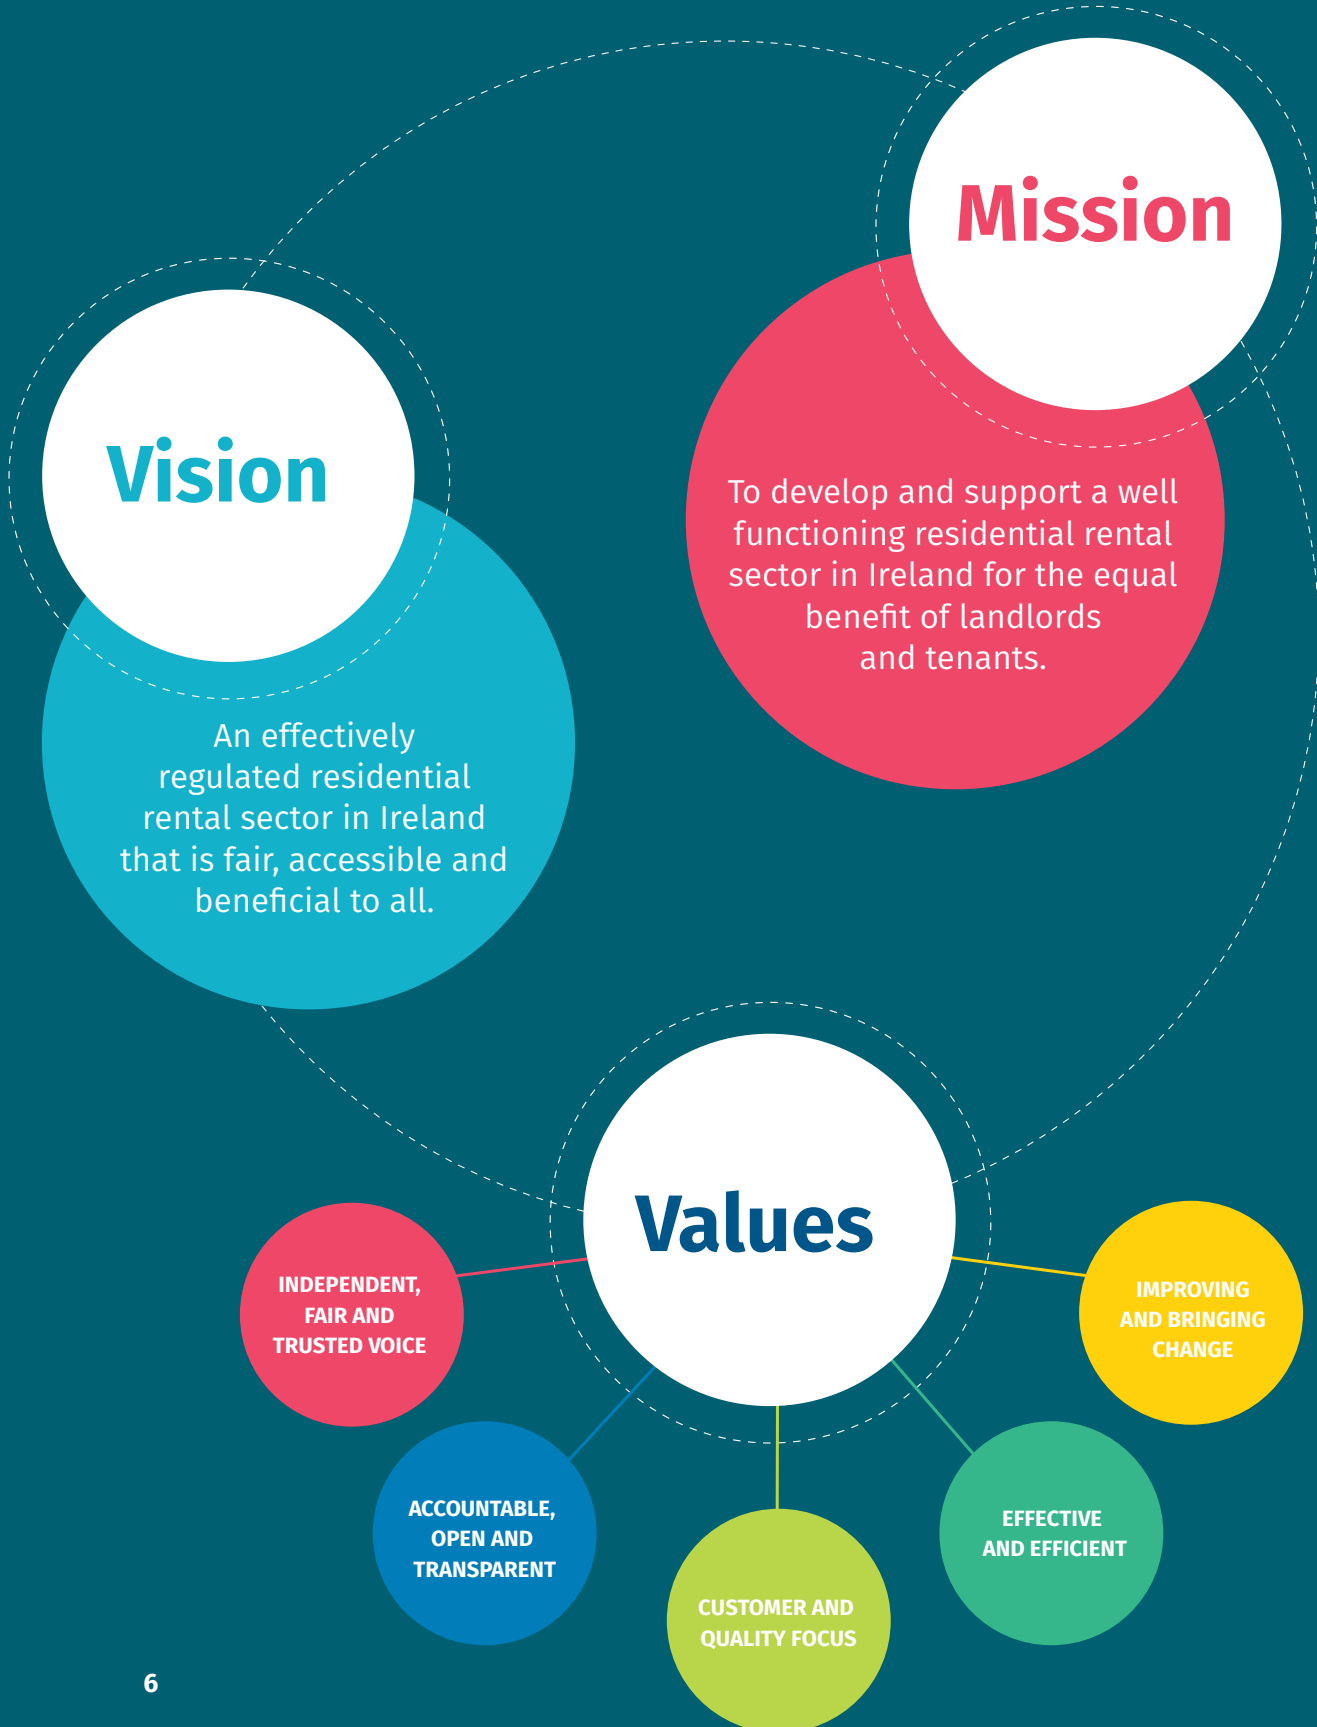 Mission
To develop and support a well
functioning residential rental
sector in Ireland for the equal
benefit of landlords
and tenants.
Vision
An effectively
regulated residential
rental sector in Ireland
that is fair, accessible and
beneficial to all.
Values
INDEPENDENT,
FAIR AND
TRUSTED VOICE
ACCOUNTABLE,
OPEN AND
TRANSPARENT
CUSTOMER AND
QUALITY FOCUS
EFFECTIVE
AND EFFICIENT
IMPROVING
AND BRINGING
CHANGE
6